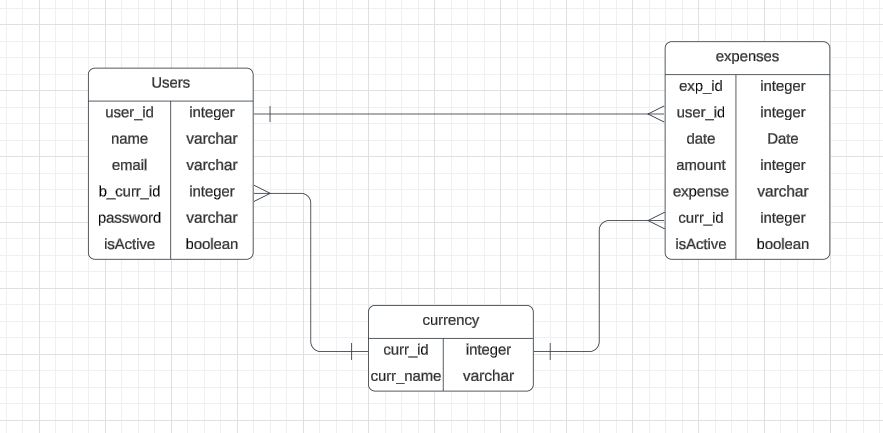 Users
user_id integer
name varchar
email varchar
b_curr_id integer
password varchar
isActive boolean
expenses
exp_id integer
user_id integer
date Date
amount integer
expense varchar
curr_id integer
isActive boolean
currency
curr_id integer
curr_name varchar